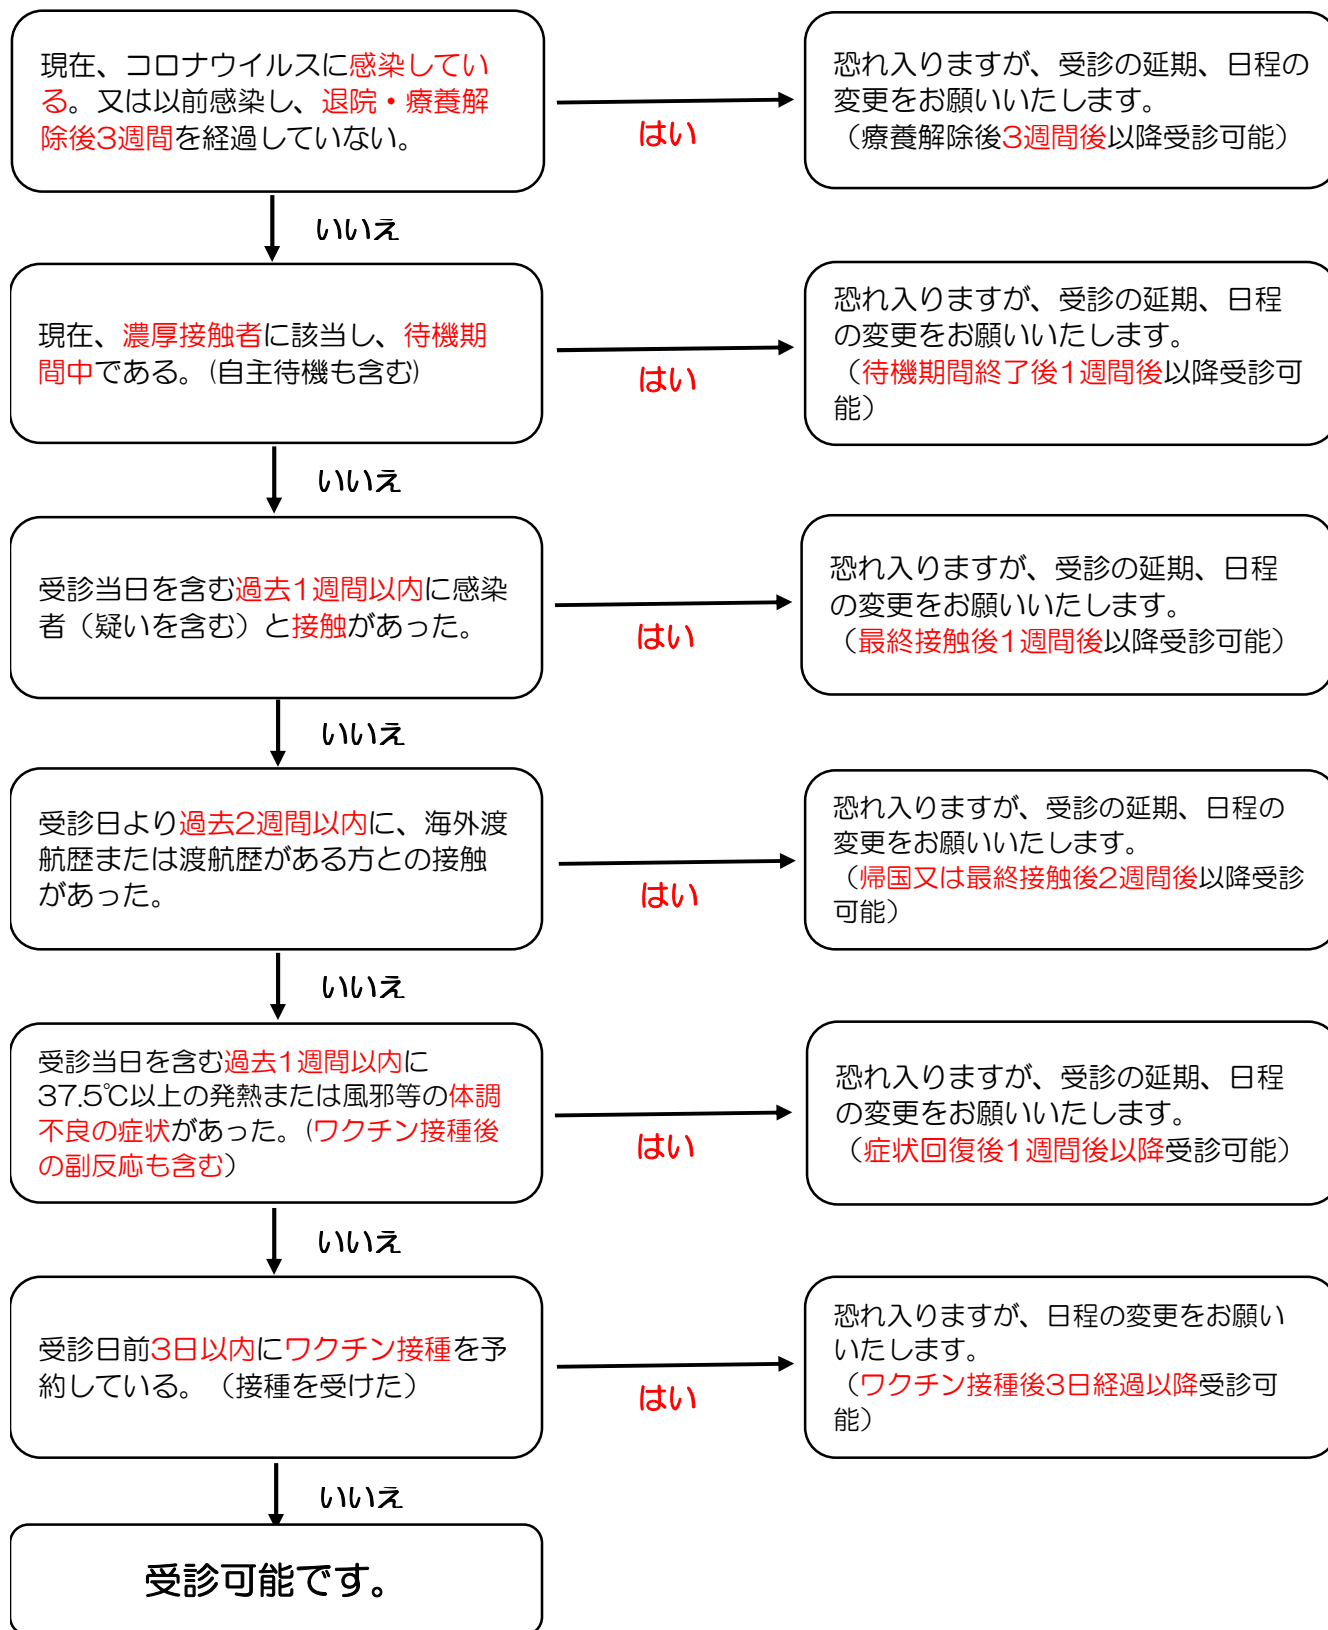 現在、コロナウイルスに感染してい
る。又は以前感染し、退院・療養解
除後3週間を経過していない。
はい
恐れ入りますが、受診の延期、日程の
変更をお願いいたします。
（療養解除後3週間後以降受診可能）
いいえ
現在、濃厚接触者に該当し、待機期
間中である。(自主待機も含む)
はい
恐れ入りますが、受診の延期、日程
の変更をお願いいたします。
（待機期間終了後1週間後以降受診可
能）
いいえ
受診当日を含む過去1週間以内に感染
者（疑いを含む）と接触があった。
はい
恐れ入りますが、受診の延期、日程
の変更をお願いいたします。
（最終接触後1週間後以降受診可能）
いいえ
受診日より過去2週間以内に、海外渡
航歴または渡航歴がある方との接触
があった。
はい
恐れ入りますが、受診の延期、日程の
変更をお願いいたします。
（帰国又は最終接触後2週間後以降受診
可能）
いいえ
受診当日を含む過去1週間以内に
37.5℃以上の発熱または風邪等の体調
不良の症状があった。(ワクチン接種後
の副反応も含む）
はい
恐れ入りますが、受診の延期、日程
の変更をお願いいたします。
（症状回復後1週間後以降受診可能）
いいえ
受診日前3日以内にワクチン接種を予
約している。（接種を受けた）
はい
恐れ入りますが、日程の変更をお願い
いたします。
（ワクチン接種後3日経過以降受診可
能）
いいえ
受診可能です。